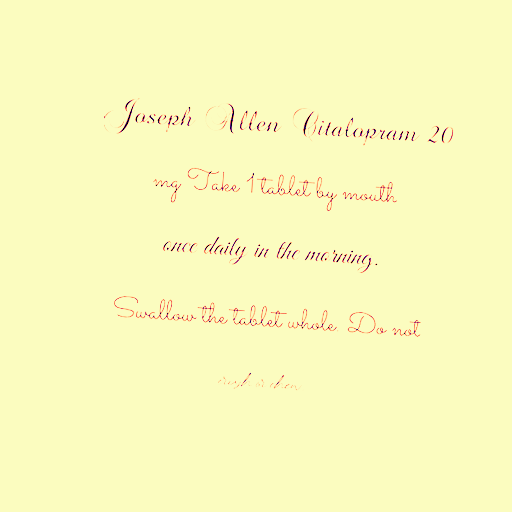 Joseph Allen Citalopram 20
mg Take 1 tablet by mouth
once daily in the morning.
Swallow the tablet whole. Do not